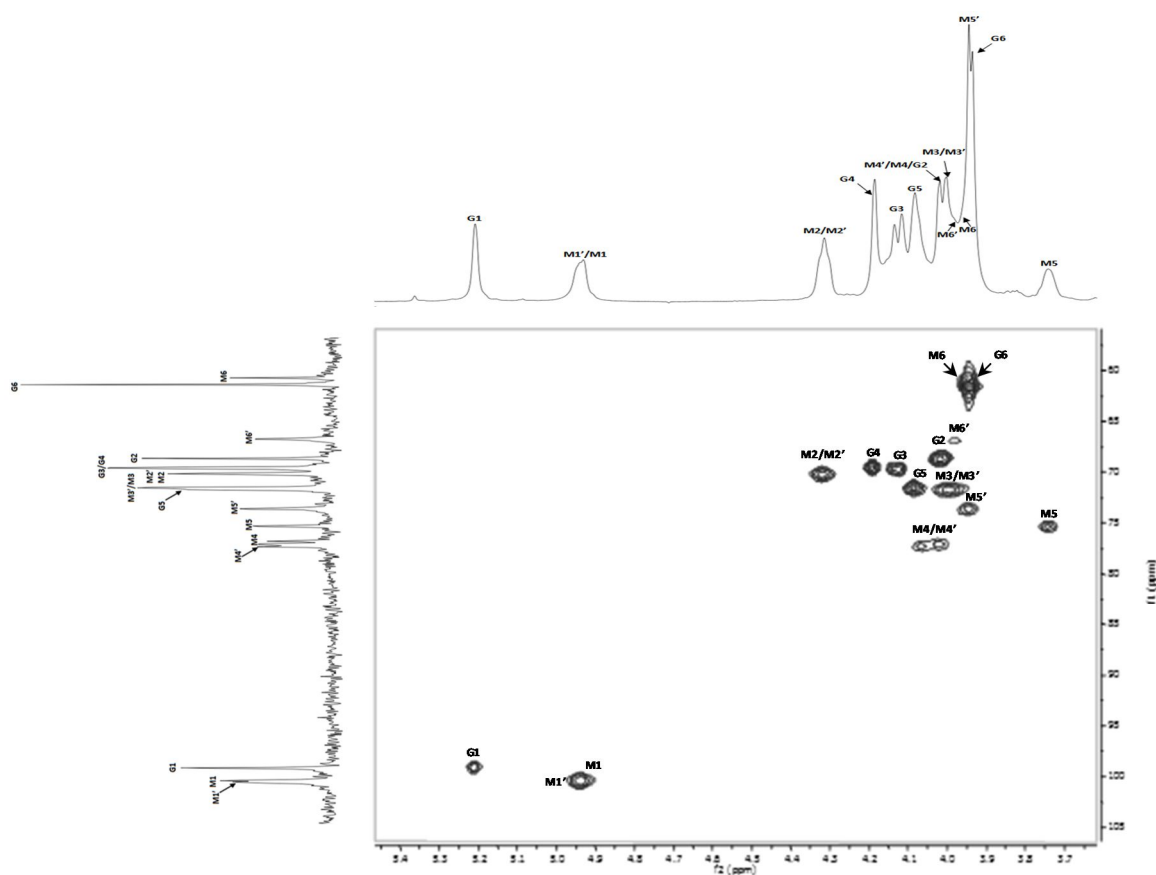 M5'
G6
M3/M3'
M4'/M4/G2
G4
G5
G3
G1
M6'
M6
M2/M2'
M1'/M1
M5
G6
M6
M6'
G2
G3/G4
M2'
M2
M3'/M3
G5
M5'
M5
M4
M4'
G1
M1
M1'
M6
G6
M6'
G2
M2/M2'
G4
G3
G5
M3/M3'
M5'
M5
M4/M4'
G1
M1
M1'
60
65
70
75
80
85
90
95
100
105
f1 (ppm)
5.4 5.3 5.2 5.1 5.0 4.9 4.8 4.7 4.6 4.5 4.4 4.3 4.2 4.1 4.0 3.9 3.8 3.7
f2 (ppm)